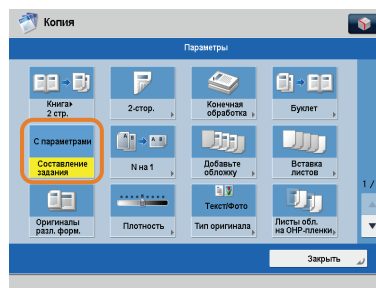 Копия
Параметры
Книга▸
2 стр.
2-стор.
Конечная
обработка
Буклет
С параметрами
Составление
задания
N на 1
Добавьте
обложку
Вставка
листов
1 /
Оригиналы
разл. форм.
Плотность
Текст/Фото
Тип оригинала
Листы обл.
на OHP-пленки
Закрыть